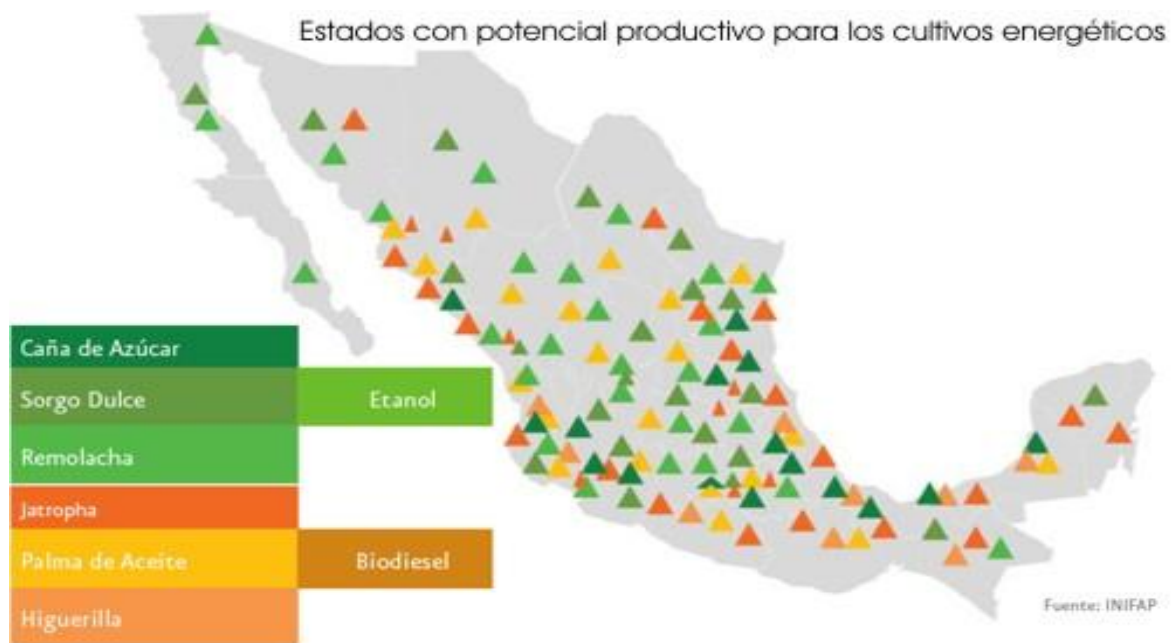 Estados con potencial productivo para los cultivos energéticos
Caña de Azúcar
Sorgo Dulce
Etanol
Remolacha
Jatropha
Palma de Aceite
Biodiesel
Higuerilla
Fuente: INIFAP